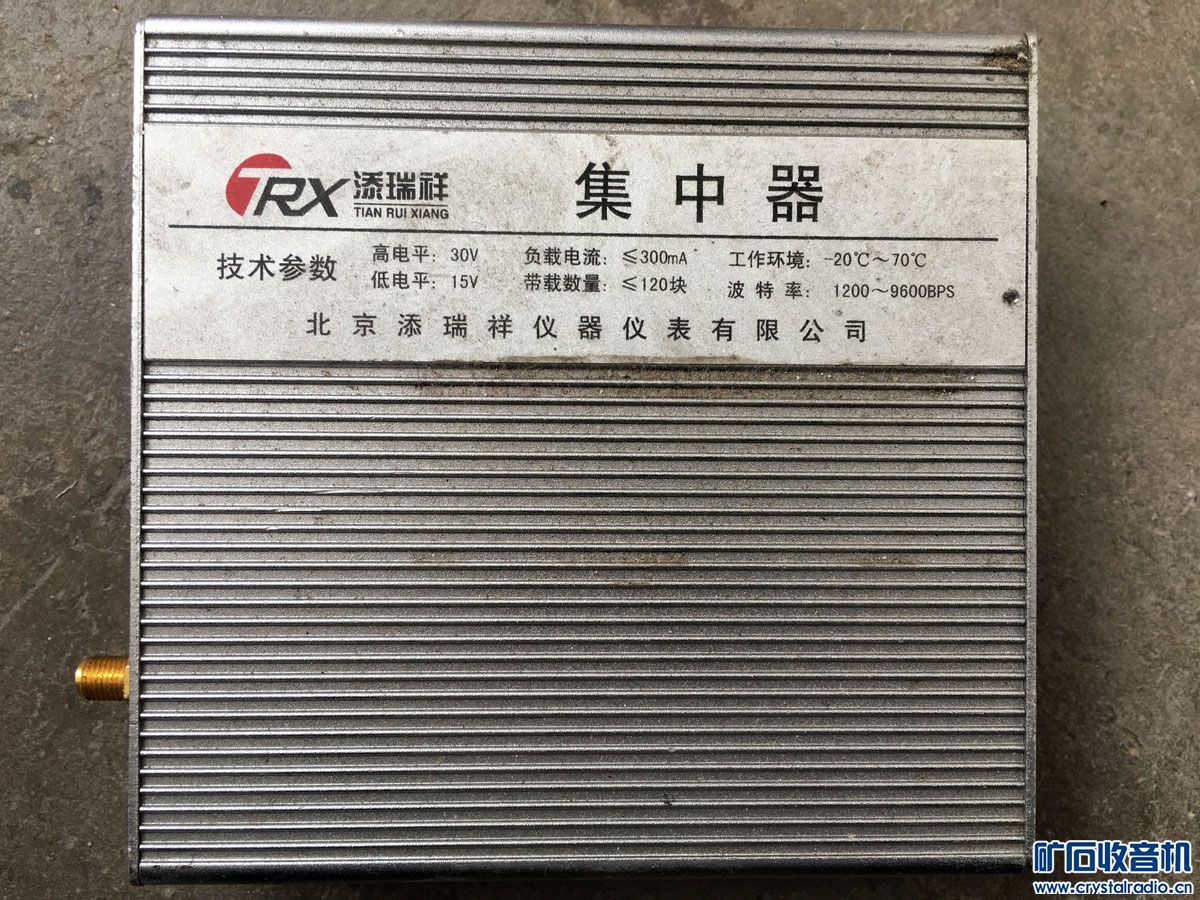 TRX 添瑞祥 集中器
TIAN RUI XIANG
技术参数
高电平：30V 负载电流：≤300mA 工作环境：-20℃～70℃
低电平：15V 带载数量：≤120块 波特率：1200～9600BPS
北京添瑞祥仪器仪表有限公司
矿石收音机
www.crystalradio.cn